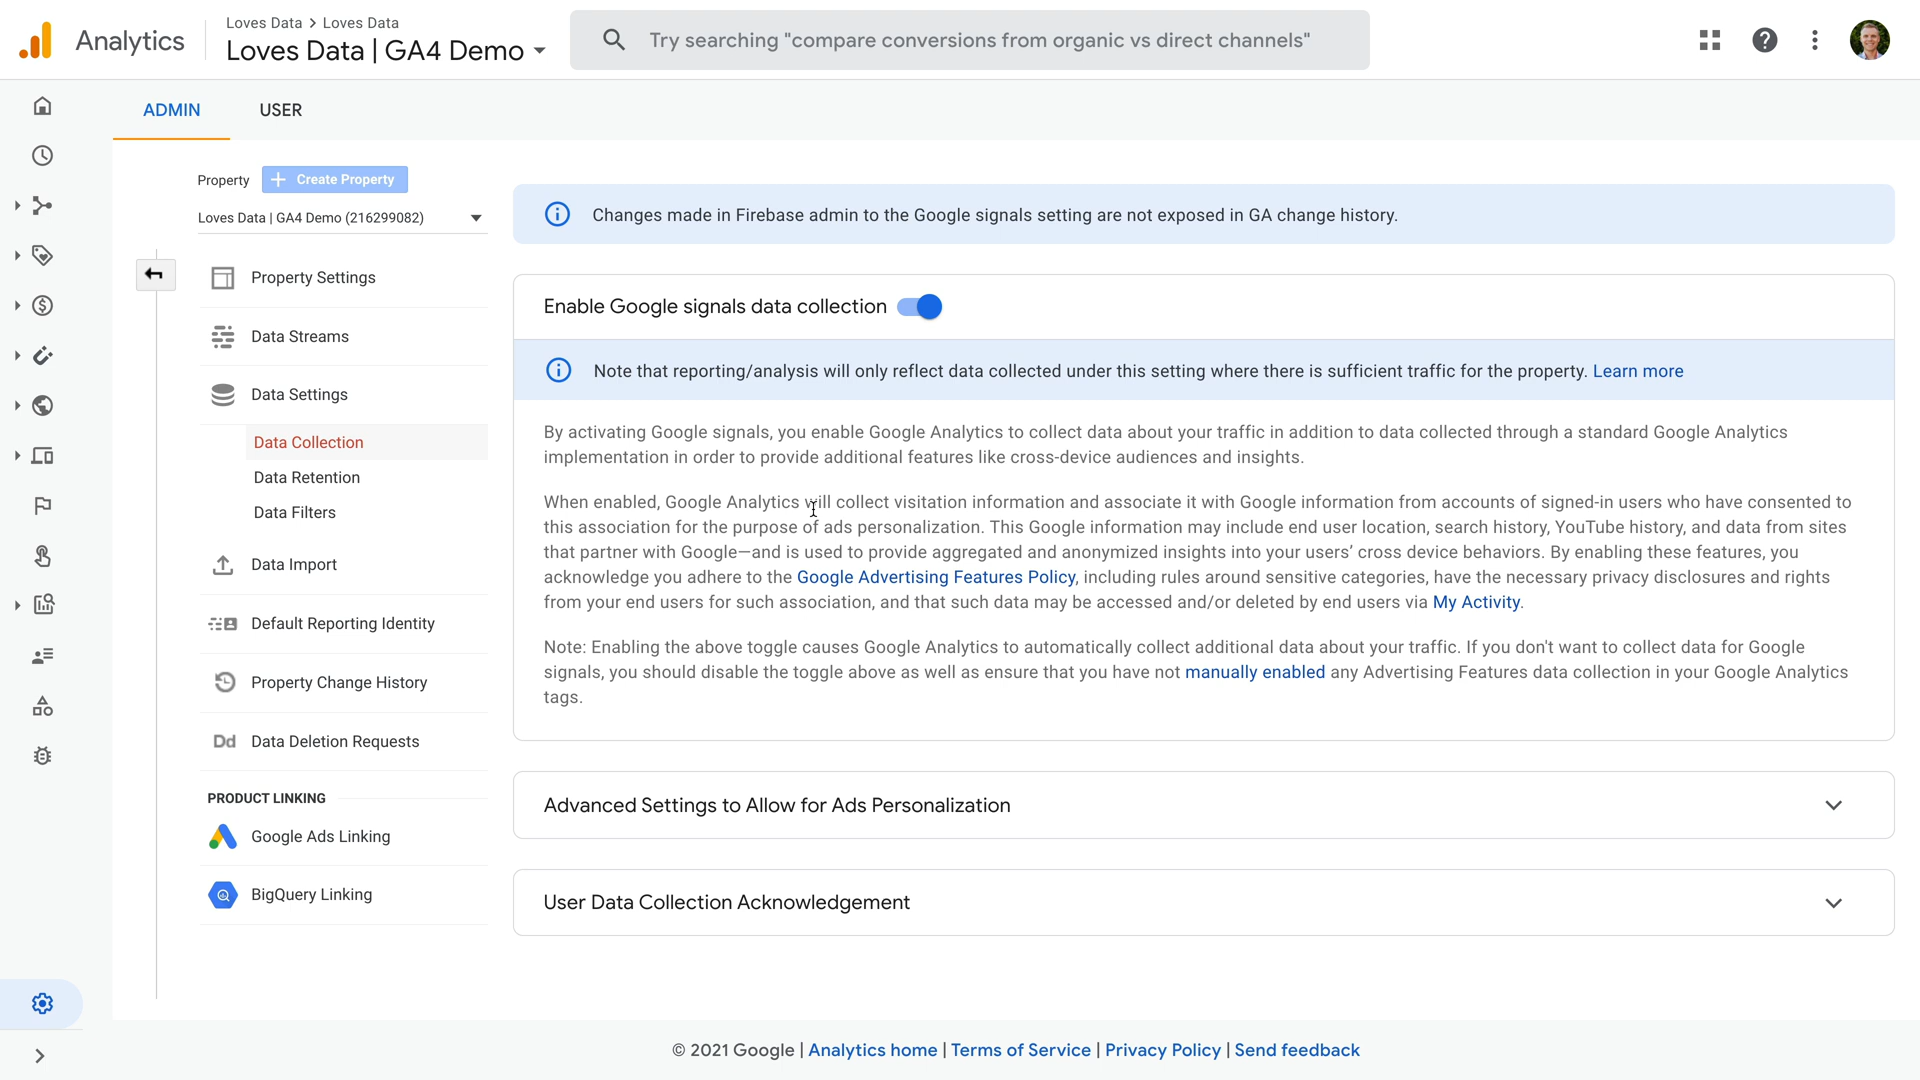 Analytics
Loves Data > Loves Data
Loves Data | GA4 Demo
Try searching "compare conversions from organic vs direct channels"
ADMIN
USER
Property
Create Property
Loves Data | GA4 Demo (216299082)
Property Settings
Data Streams
Data Settings
Data Collection
Data Retention
Data Filters
Data Import
Default Reporting Identity
Property Change History
Dd Data Deletion Requests
PRODUCT LINKING
Google Ads Linking
BigQuery Linking
Changes made in Firebase admin to the Google signals setting are not exposed in GA change history.
Enable Google signals data collection
Note that reporting/analysis will only reflect data collected under this setting where there is sufficient traffic for the property. Learn more
By activating Google signals, you enable Google Analytics to collect data about your traffic in addition to data collected through a standard Google Analytics
implementation in order to provide additional features like cross-device audiences and insights.
When enabled, Google Analytics will collect visitation information and associate it with Google information from accounts of signed-in users who have consented to
this association for the purpose of ads personalization. This Google information may include end user location, search history, YouTube history, and data from sites
that partner with Google—and is used to provide aggregated and anonymized insights into your users’ cross device behaviors. By enabling these features, you
acknowledge you adhere to the Google Advertising Features Policy, including rules around sensitive categories, have the necessary privacy disclosures and rights
from your end users for such association, and that such data may be accessed and/or deleted by end users via My Activity.
Note: Enabling the above toggle causes Google Analytics to automatically collect additional data about your traffic. If you don't want to collect data for Google
signals, you should disable the toggle above as well as ensure that you have not manually enabled any Advertising Features data collection in your Google Analytics
tags.
Advanced Settings to Allow for Ads Personalization
User Data Collection Acknowledgement
© 2021 Google | Analytics home | Terms of Service | Privacy Policy | Send feedback